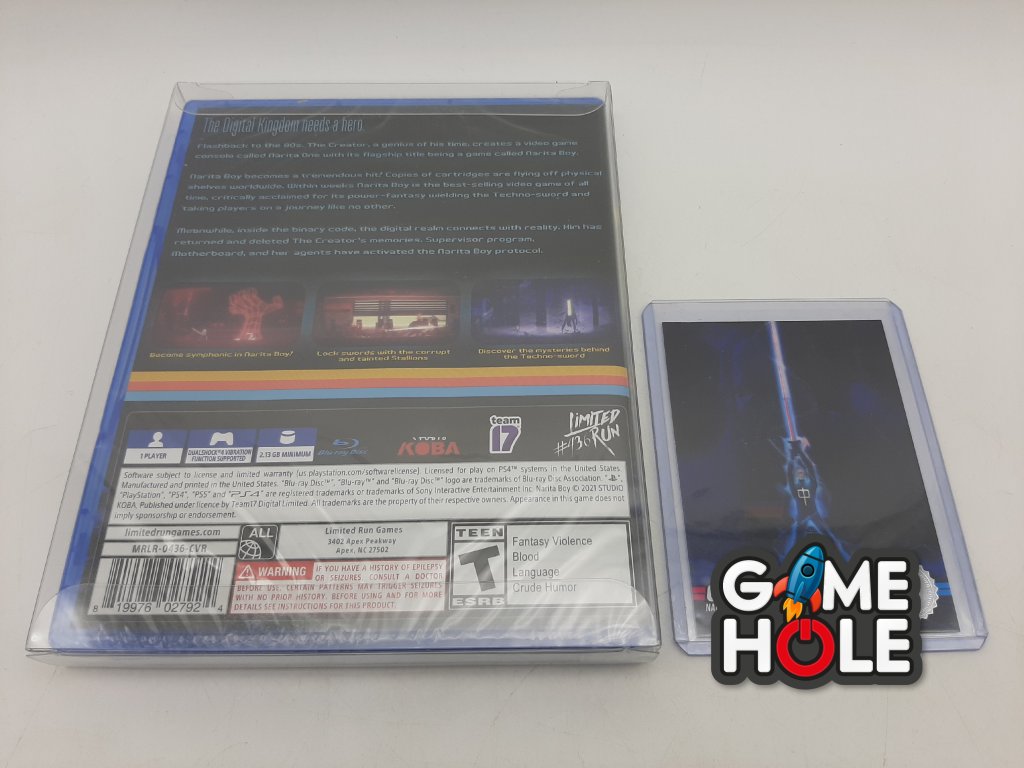 The Digital Kingdom needs a hero.
Flashback to the 80s. The Creator, a genius of his time, creates a video game
console called Narita One with its flagship title being a game called Narita Boy.
Narita Boy becomes a tremendous hit! Copies of cartridges are flying off physical
shelves worldwide. Within weeks Narita Boy is the best-selling video game of all
time, critically acclaimed for its power-fantasy wielding the Techno-sword and
taking players on a journey like no other.
Meanwhile, inside the binary code, the digital realm connects with reality. Him has
returned and deleted The Creator's memories. Supervisor program,
Motherboard, and her agents have activated the Narita Boy protocol.
Become symphonic in Narita Boy!
Lock swords with the corrupt
and tainted Stallions
Discover the mysteries behind
the Techno-sword
1 PLAYER
DUALSHOCK®4 VIBRATION
FUNCTION SUPPORTED
2.13 GB MINIMUM
Blu-ray Disc
STUDIO
KOBA
team
17
LIMITED
RUN
#436
Software subject to license and limited warranty (us.playstation.com/softwarelicense). Licensed for play on PS4™ systems in the United States.
Manufactured and printed in the United States. "Blu-ray Disc™", "Blu-ray™" and "Blu-ray Disc" logo are trademarks of Blu-ray Disc Association.
"PlayStation", "PS4", "PS5" and "PS4" are registered trademarks or trademarks of Sony Interactive Entertainment Inc. Narita Boy © 2021 STUDIO
KOBA. Published under licence by Team17 Digital Limited. All trademarks are the property of their respective owners. Appearance in this game does not
imply sponsorship or endorsement.
limitedrungames.com
MRLR-0436-CVR
8 19976 02792 4
ALL
Limited Run Games
3402 Apex Peakway
Apex, NC 27502
WARNING IF YOU HAVE A HISTORY OF EPILEPSY
OR SEIZURES, CONSULT A DOCTOR
BEFORE USE. CERTAIN PATTERNS MAY TRIGGER SEIZURES
WITH NO PRIOR HISTORY. BEFORE USING AND FOR MORE
DETAILS SEE INSTRUCTIONS FOR THIS PRODUCT.
TEEN
T
ESRB
Fantasy Violence
Blood
Language
Crude Humor
中
GAME
HOLE